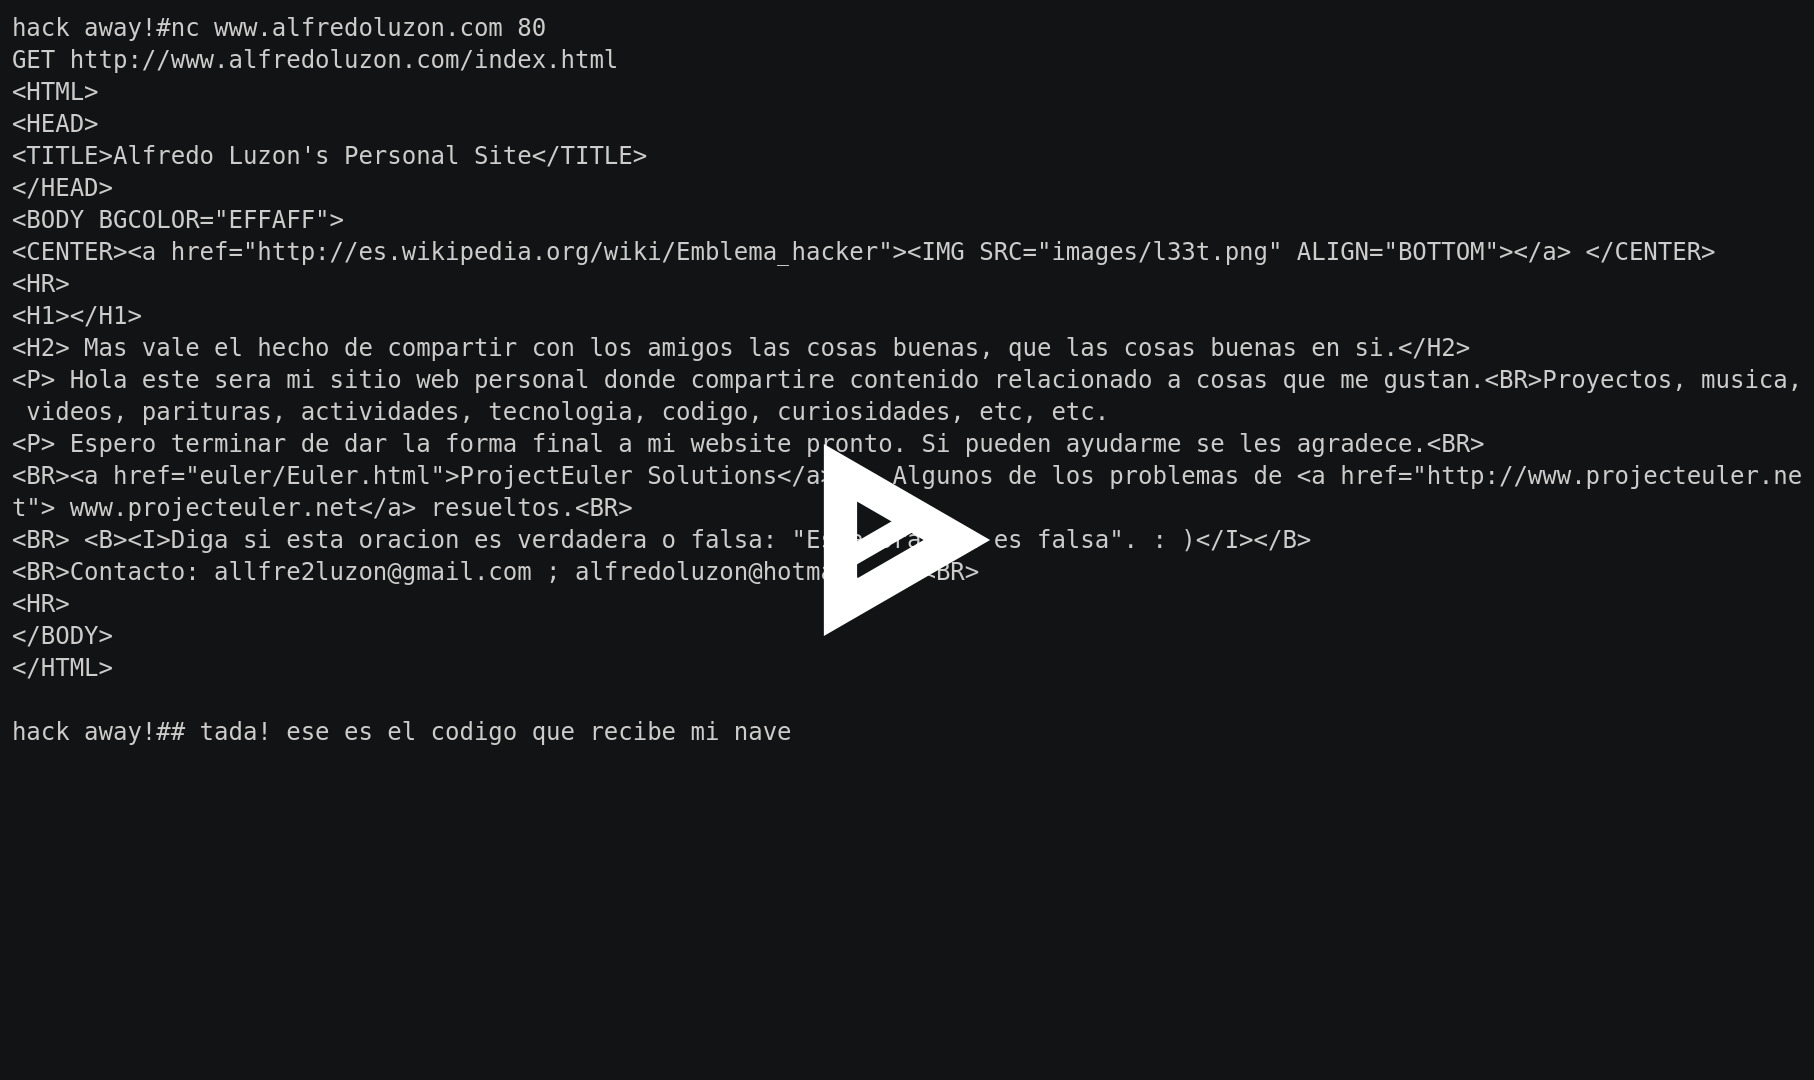 hack away!#nc www.alfredoluzon.com 80
GET http://www.alfredoluzon.com/index.html
<HTML>
<HEAD>
<TITLE>Alfredo Luzon's Personal Site</TITLE>
</HEAD>
<BODY BGCOLOR="EFFAFF">
<CENTER><a href="http://es.wikipedia.org/wiki/Emblema_hacker"><IMG SRC="images/l33t.png" ALIGN="BOTTOM"></a> </CENTER>
<HR>
<H1></H1>
<H2> Mas vale el hecho de compartir con los amigos las cosas buenas, que las cosas buenas en si.</H2>
<P> Hola este sera mi sitio web personal donde compartire contenido relacionado a cosas que me gustan.<BR>Proyectos, musica,
 videos, parituras, actividades, tecnologia, codigo, curiosidades, etc, etc.
<P> Espero terminar de dar la forma final a mi website pronto. Si pueden ayudarme se les agradece.<BR>
<BR><a href="euler/Euler.html">ProjectEuler Solutions</a> Algunos de los problemas de <a href="http://www.projecteuler.ne
t"> www.projecteuler.net</a> resueltos.<BR>
<BR> <B><I>Diga si esta oracion es verdadera o falsa: " es falsa". : )</I></B>
<BR>Contacto: allfre2luzon@gmail.com ; <BR>
<HR>
</BODY>
</HTML>
hack away!## tada! ese es el codigo que recibe mi nave